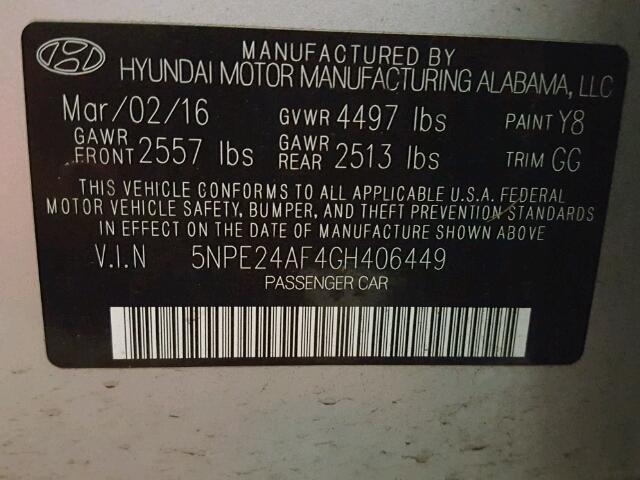 MANUFACTURED BY
HYUNDAI MOTOR MANUFACTURING ALABAMA, LLC
Mar/02/16 GVWR 4497 lbs PAINT Y8
GAWR FRONT 2557 lbs GAWR REAR 2513 lbs TRIM GG
THIS VEHICLE CONFORMS TO ALL APPLICABLE U.S.A. FEDERAL
MOTOR VEHICLE SAFETY, BUMPER, AND THEFT PREVENTION STANDARDS
IN EFFECT ON THE DATE OF MANUFACTURE SHOWN ABOVE
V.I.N 5NPE24AF4GH406449
PASSENGER CAR